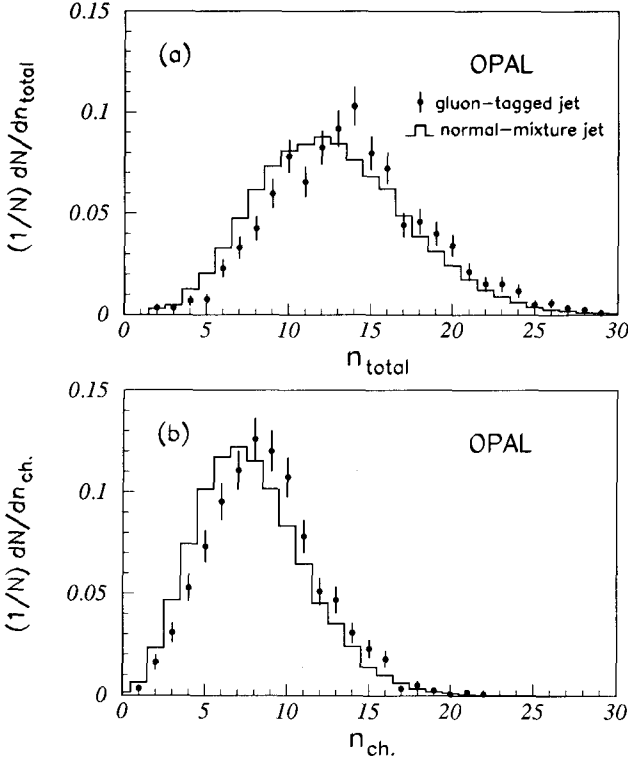 0.15
(a)
OPAL
gluon-tagged jet
normal-mixture jet
0.1
0.05
0
(1/N) dN/dn_total
0 5 10 15 20 25 30
n_total
0.15
(b)
OPAL
0.1
0.05
0
(1/N) dN/dn_ch.
0 5 10 15 20 25 30
n_ch.